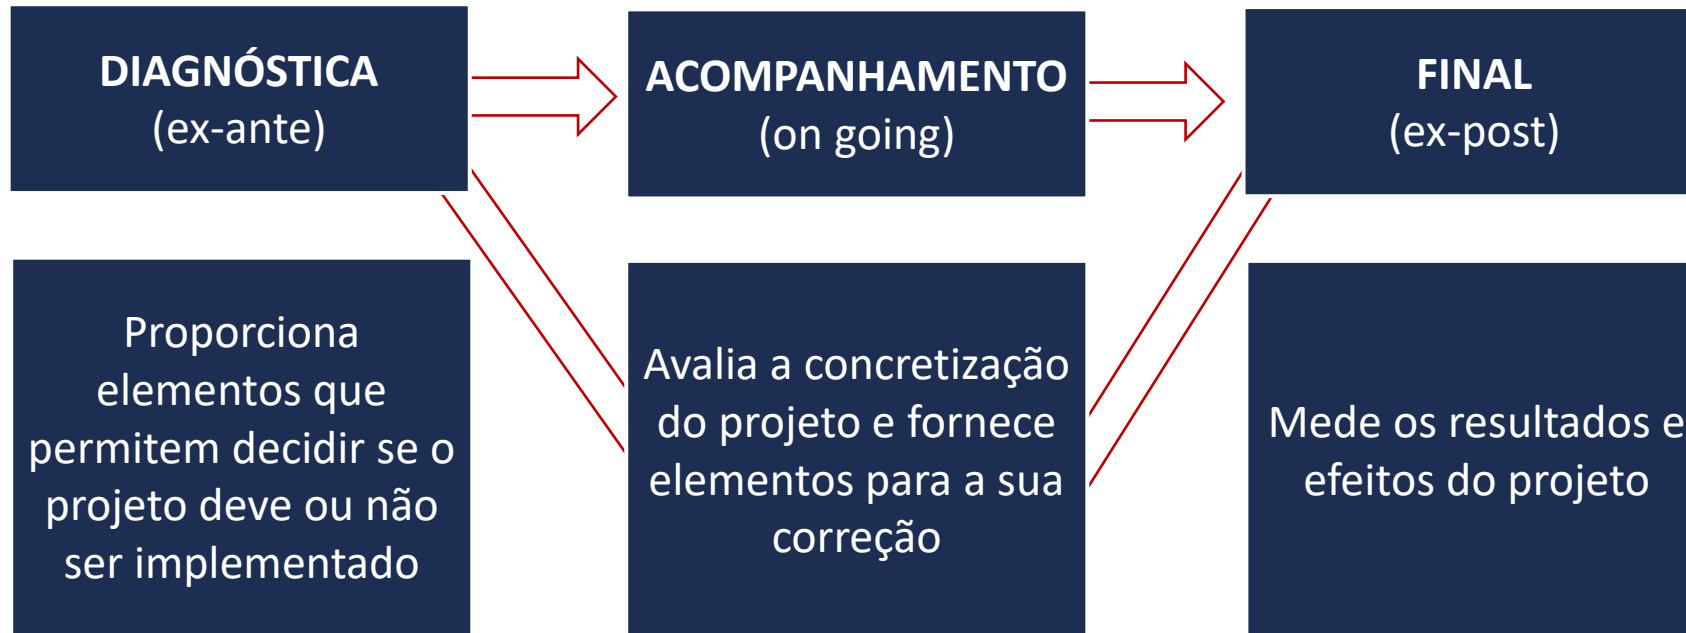 DIAGNÓSTICA
(ex-ante)
ACOMPANHAMENTO
(on going)
FINAL
(ex-post)
Proporciona
elementos que
permitem decidir se o
projeto deve ou não
ser implementado
Avalia a concretização
do projeto e fornece
elementos para a sua
correção
Mede os resultados e
efeitos do projeto